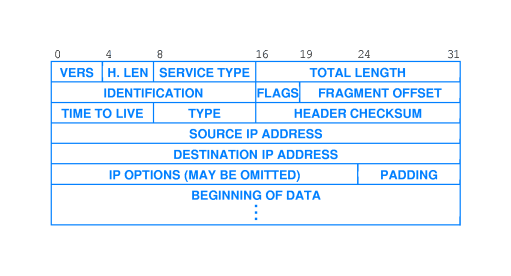 0 4 8 16 19 24 31
VERS H. LEN SERVICE TYPE TOTAL LENGTH
IDENTIFICATION FLAGS FRAGMENT OFFSET
TIME TO LIVE TYPE HEADER CHECKSUM
SOURCE IP ADDRESS
DESTINATION IP ADDRESS
IP OPTIONS (MAY BE OMITTED) PADDING
BEGINNING OF DATA